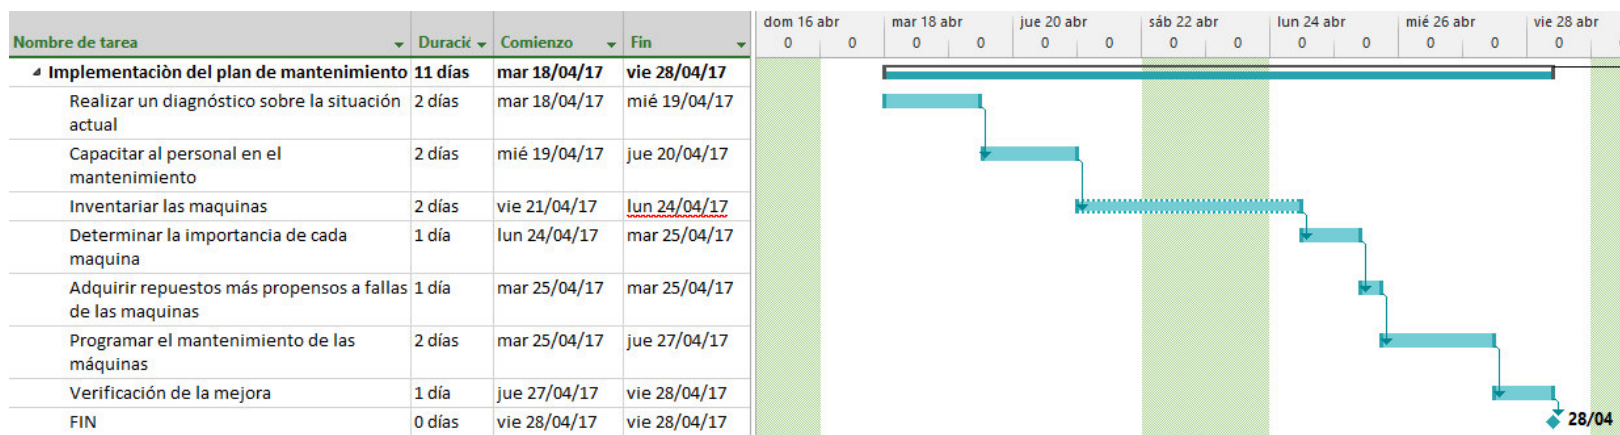 dom 16 abr mar 18 abr jue 20 abr sáb 22 abr lun 24 abr mié 26 abr vie 28 abr
Nombre de tarea Duracić Comienzo Fin 0 0 0 0 0 0 0 0 0 0 0 0 0
Implementaciòn del plan de mantenimiento 11 días mar 18/04/17 vie 28/04/17
Realizar un diagnóstico sobre la situación 2 días mar 18/04/17 mié 19/04/17
actual
Capacitar al personal en el 2 días mié 19/04/17 jue 20/04/17
mantenimiento
Inventariar las maquinas 2 días vie 21/04/17 lun 24/04/17
Determinar la importancia de cada 1 día lun 24/04/17 mar 25/04/17
maquina
Adquirir repuestos más propensos a fallas 1 día mar 25/04/17 mar 25/04/17
de las maquinas
Programar el mantenimiento de las 2 días mar 25/04/17 jue 27/04/17
máquinas
Verificación de la mejora 1 día jue 27/04/17 vie 28/04/17
FIN 0 días vie 28/04/17 vie 28/04/17 28/04